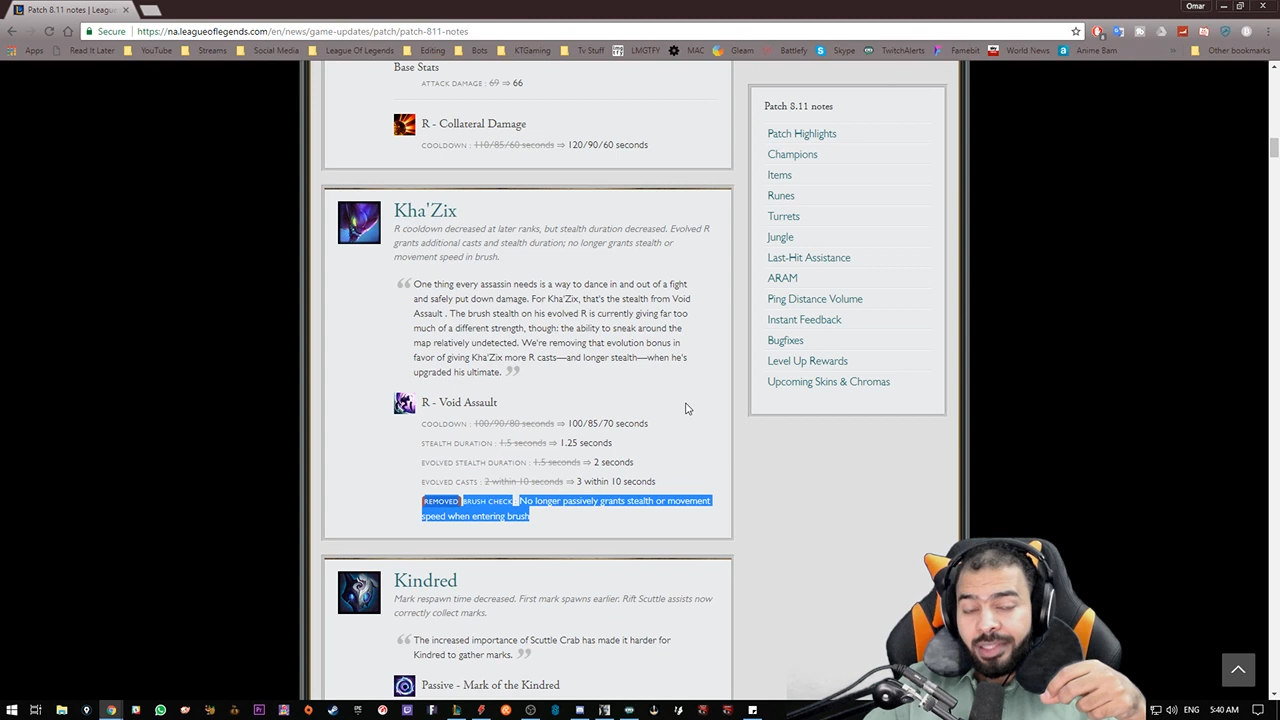 Patch 8.11 notes | Leagu
Omar
Secure
https://na.leagueoflegends.com/en/news/game-updates/patch/patch-811-notes
Apps Read It Later YouTube Streams Social Media League Of Legends Editing Bots KTGaming Tv Stuff LMGTFY MAC Gleam Battlefy Skype TwitchAlerts Famebit World News Anime Bam Other bookmarks
Base Stats
ATTACK DAMAGE : 69 ⇒ 66
R - Collateral Damage
COOLDOWN : 110/85/60 seconds ⇒ 120/90/60 seconds
Kha'Zix
R cooldown decreased at later ranks, but stealth duration decreased. Evolved R
grants additional casts and stealth duration; no longer grants stealth or
movement speed in brush.
One thing every assassin needs is a way to dance in and out of a fight
and safely put down damage. For Kha'Zix, that's the stealth from Void
Assault . The brush stealth on his evolved R is currently giving far too
much of a different strength, though: the ability to sneak around the
map relatively undetected. We're removing that evolution bonus in
favor of giving Kha'Zix more R casts—and longer stealth—when he's
upgraded his ultimate.
R - Void Assault
COOLDOWN : 100/90/80 seconds ⇒ 100/85/70 seconds
STEALTH DURATION : 1.5 seconds ⇒ 1.25 seconds
EVOLVED STEALTH DURATION : 1.5 seconds ⇒ 2 seconds
EVOLVED CASTS : 2 within 10 seconds ⇒ 3 within 10 seconds
REMOVED BRUSH CHECK : No longer passively grants stealth or movement
speed when entering brush
Kindred
Mark respawn time decreased. First mark spawns earlier. Rift Scuttle assists now
correctly collect marks.
The increased importance of Scuttle Crab has made it harder for
Kindred to gather marks.
Passive - Mark of the Kindred
Patch 8.11 notes
Patch Highlights
Champions
Items
Runes
Turrets
Jungle
Last-Hit Assistance
ARAM
Ping Distance Volume
Instant Feedback
Bugfixes
Level Up Rewards
Upcoming Skins & Chromas
ENG 5:40 AM